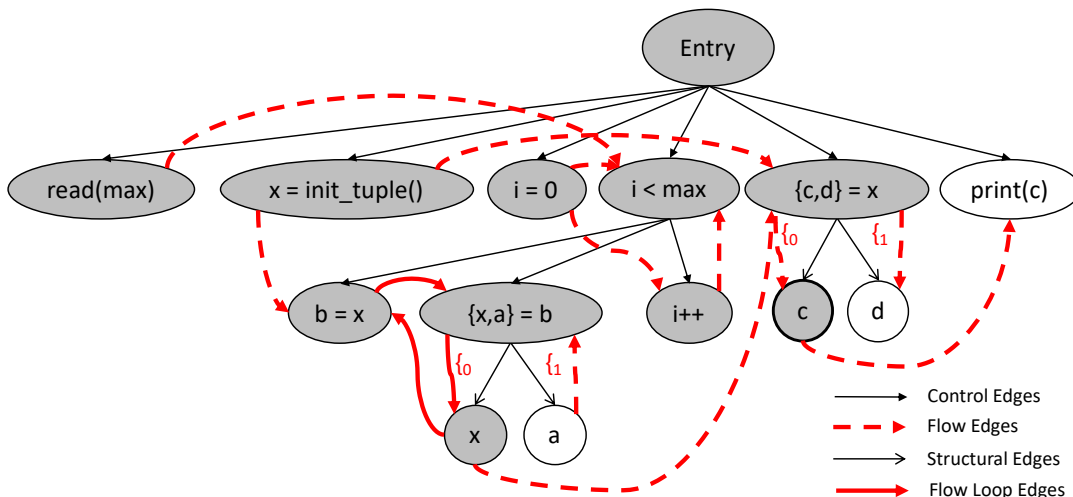 Entry
read(max)
x = init_tuple()
i = 0
i < max
{c,d} = x
print(c)
{0
{1
b = x
{x,a} = b
i++
c
d
{0
{1
x
a
Control Edges
Flow Edges
Structural Edges
Flow Loop Edges